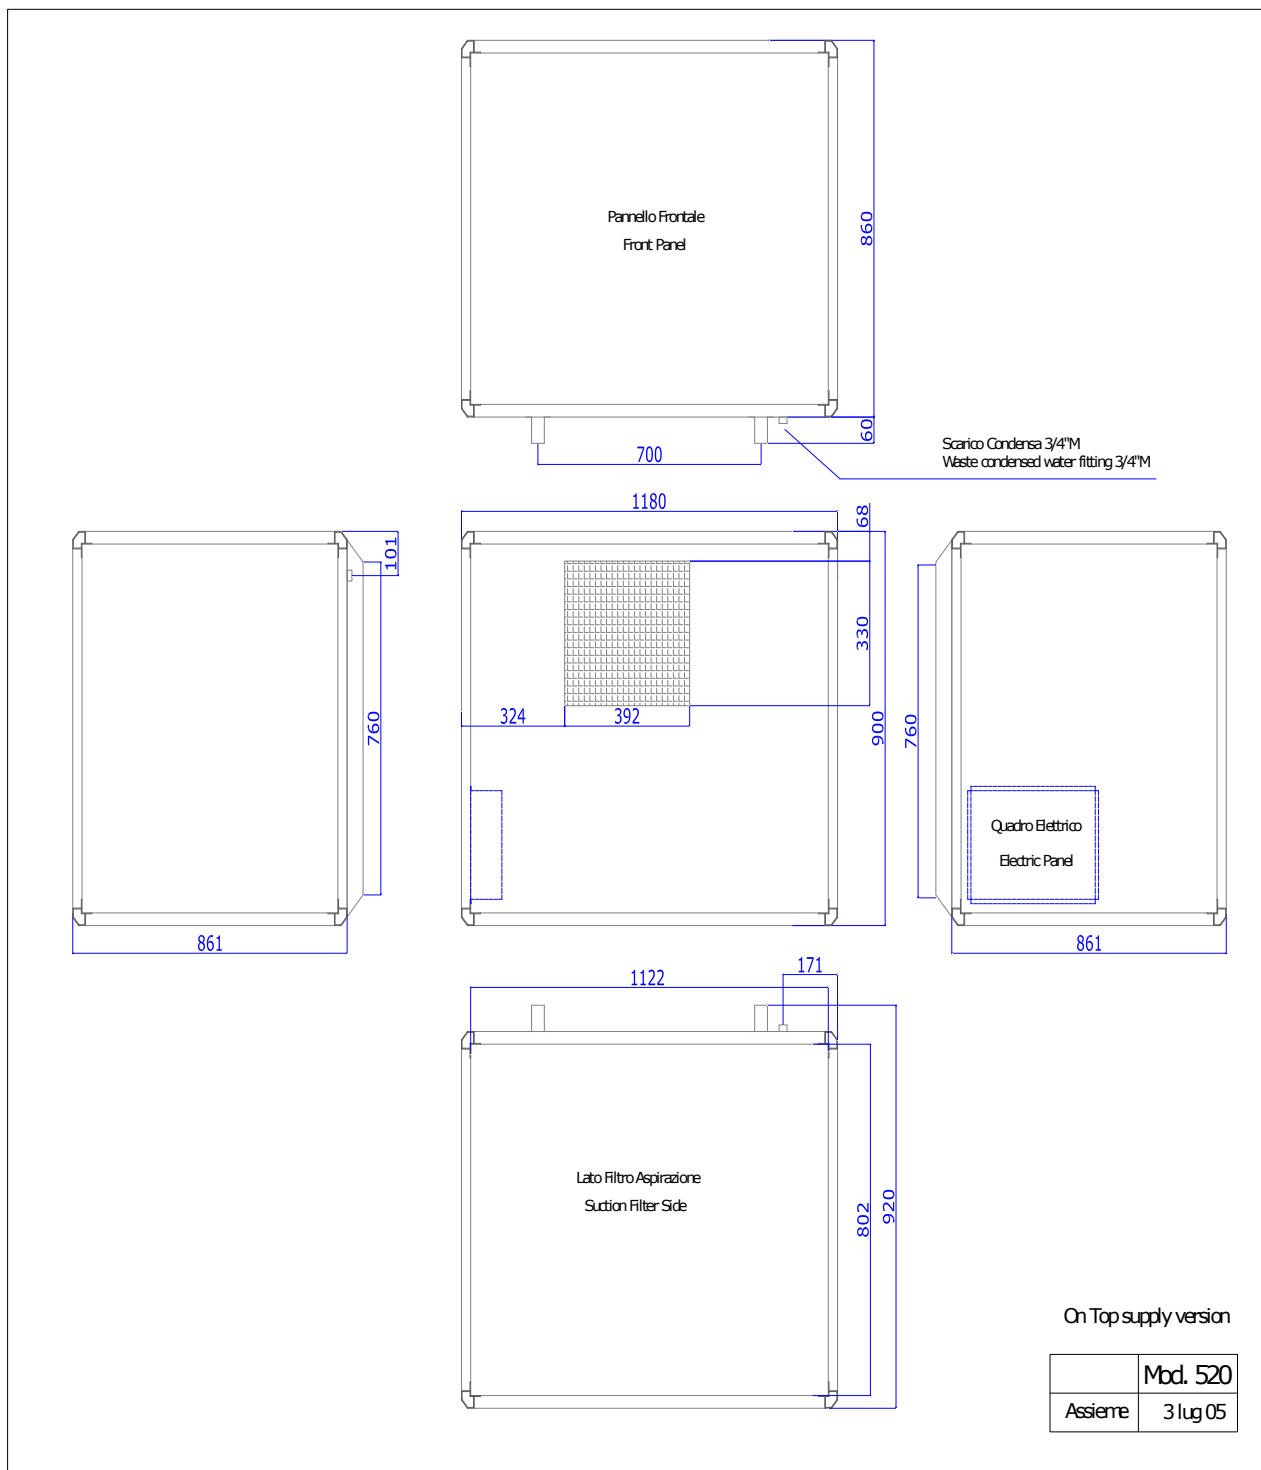 Pannello Frontale
Front Panel
860
60
700
Scarico Condensa 3/4"M
Waste condensed water fitting 3/4"M
1180
68
101
330
760
324
392
900
760
Quadro Elettrico
Electric Panel
861
861
171
1122
Lato Filtro Aspirazione
Suction Filter Side
802
920
On Top supply version
Mod. 520
Assieme 3 lug 05